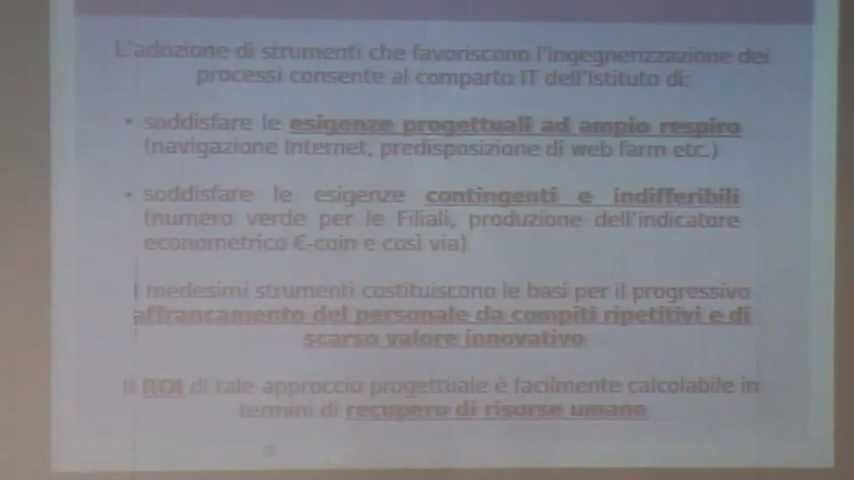 L'adozione di strumenti che favoriscono l'ingegnerizzazione dei
processi consente al comparto IT dell'Istituto di:
• soddisfare le esigenze progettuali ad ampio respiro
(navigazione Internet, predisposizione di web farm etc.)
• soddisfare le esigenze contingenti e indifferibili
(numero verde per le Filiali, produzione dell'indicatore
econometrico €-coin e così via)
I medesimi strumenti costituiscono le basi per il progressivo
affrancamento del personale da compiti ripetitivi e di
scarso valore innovativo
Il ROI di tale approccio progettuale è facilmente calcolabile in
termini di recupero di risorse umane